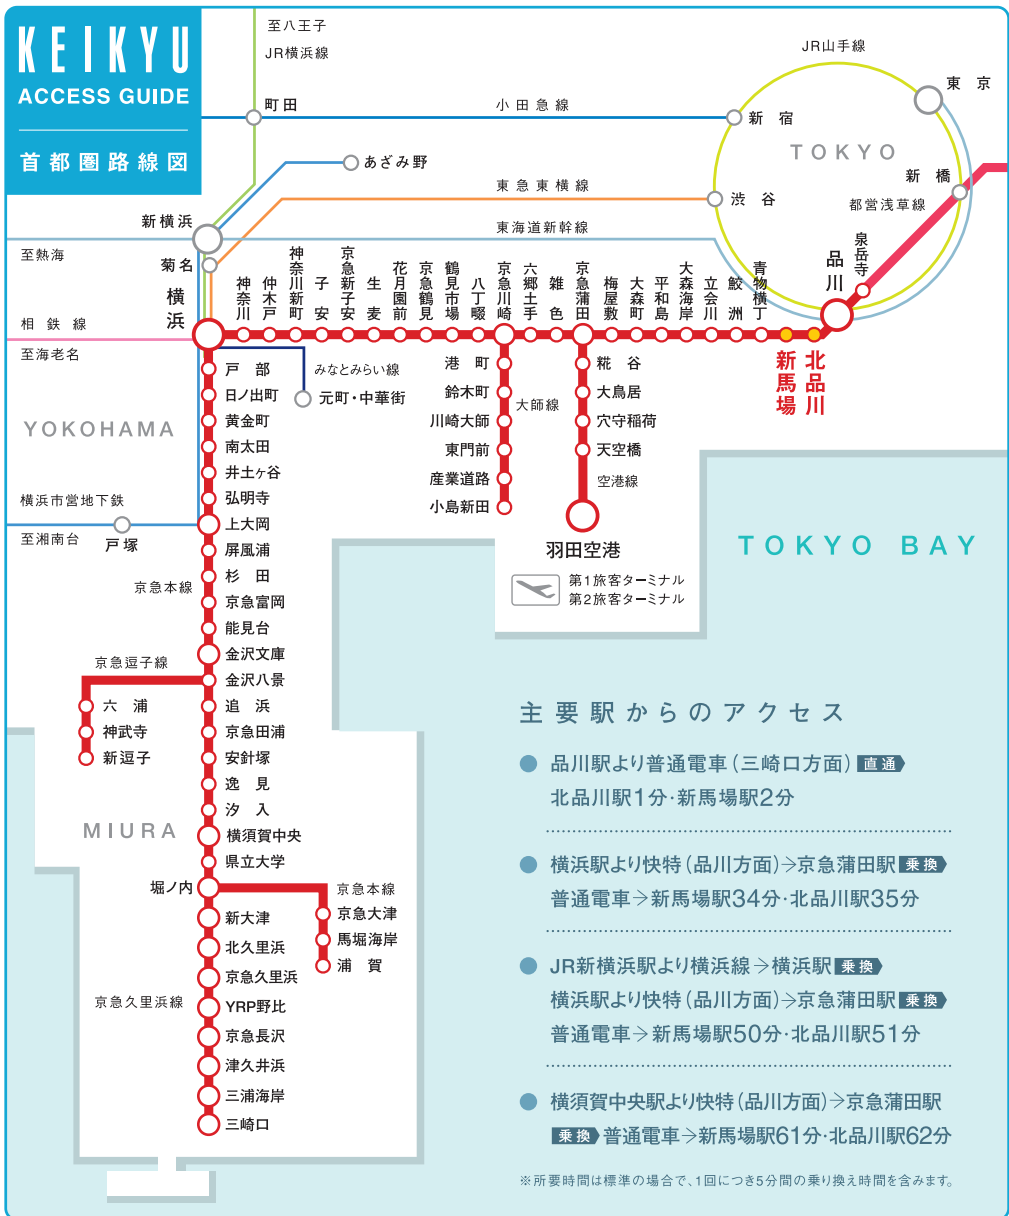 KEIKYU
ACCESS GUIDE
首都圏路線図
至八王子
JR横浜線
JR山手線
町田
小田急線
新宿
東京
TOKYO
あざみ野
東急東横線
渋谷
新橋
都営浅草線
新横浜
東海道新幹線
泉岳寺
品川
至熱海
菊名
横浜
相鉄線
至海老名
神奈川
仲木戸
神奈川新町
子安
京急新子安
生麦
花月園前
京急鶴見
鶴見市場
八丁畷
京急川崎
六郷土手
雑色
京急蒲田
梅屋敷
大森町
平和島
大森海岸
立会川
鮫洲
青物横丁
新馬場
北品川
みなとみらい線
元町・中華街
港町
鈴木町
川崎大師
東門前
産業道路
小島新田
大師線
糀谷
大鳥居
穴守稲荷
天空橋
空港線
羽田空港
第1旅客ターミナル
第2旅客ターミナル
TOKYO BAY
YOKOHAMA
横浜市営地下鉄
至湘南台
戸塚
戸部
日ノ出町
黄金町
南太田
井土ヶ谷
弘明寺
上大岡
屏風浦
杉田
京急本線
京急富岡
能見台
金沢文庫
京急逗子線
金沢八景
六浦
神武寺
新逗子
追浜
京急田浦
安針塚
逸見
汐入
MIURA
横須賀中央
県立大学
堀ノ内
京急本線
京急大津
馬堀海岸
浦賀
新大津
北久里浜
京急久里浜
京急久里浜線
YRP野比
京急長沢
津久井浜
三浦海岸
三崎口
主要駅からのアクセス
● 品川駅より普通電車(三崎口方面) 直通
北品川駅1分・新馬場駅2分
● 横浜駅より快特(品川方面)→京急蒲田駅 乗換
普通電車→新馬場駅34分・北品川駅35分
● JR新横浜駅より横浜線→横浜駅 乗換
横浜駅より快特(品川方面)→京急蒲田駅 乗換
普通電車→新馬場駅50分・北品川駅51分
● 横須賀中央駅より快特(品川方面)→京急蒲田駅
乗換 普通電車→新馬場駅61分・北品川駅62分
※所要時間は標準の場合で、1回につき5分間の乗り換え時間を含みます。